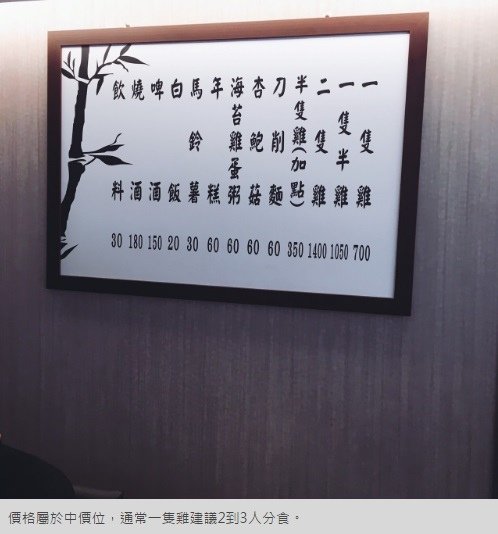 一隻雞 700
一隻半雞 1050
二隻雞 1400
半隻雞(加點) 350
刀削麵 60
杏鮑菇 60
海苔雞蛋粥 60
年糕 60
馬鈴薯 30
白飯 20
啤酒 150
燒酒 180
飲料 30
價格屬於中價位，通常一隻雞建議2到3人分食。